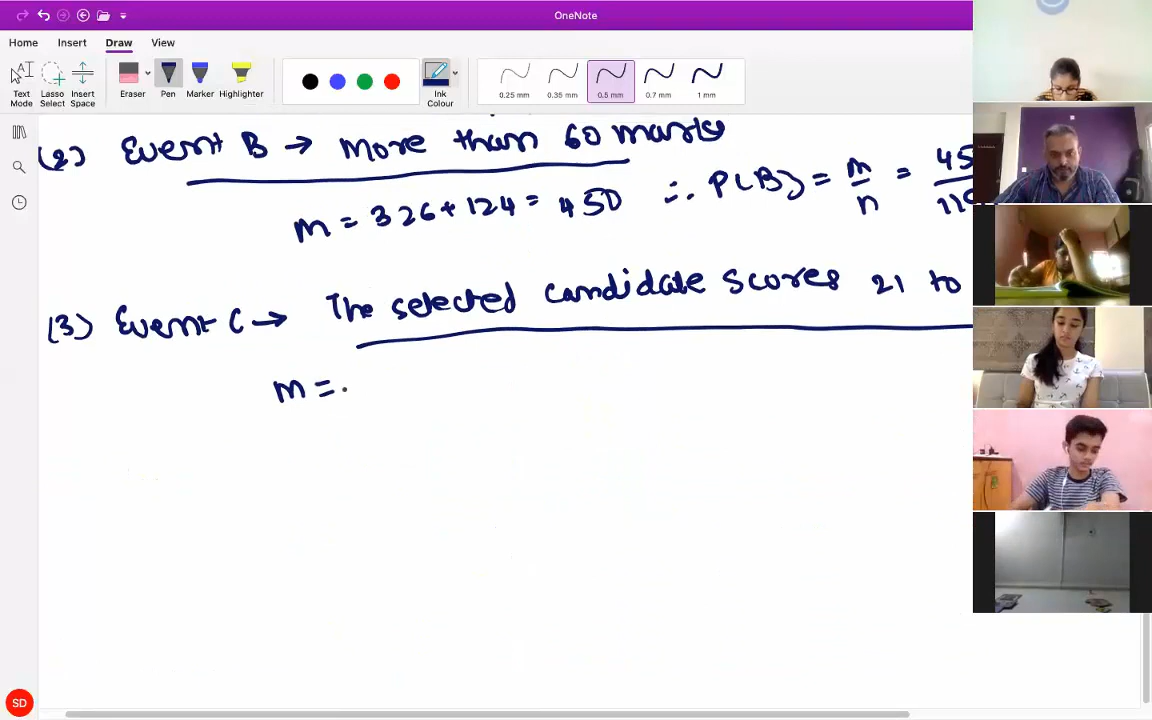 OneNote
Home Insert Draw View
Text Mode Lasso Select Insert Space Eraser Pen Marker Highlighter Ink Colour 0.25 mm 0.35 mm 0.5 mm 0.7 mm 1 mm
(2) Event B → More than 60 marks
m = 326 + 124 = 450 ∴ P(B) = m/n = 45
(3) Event C → The selected candidate scores 21 to
m =
SD